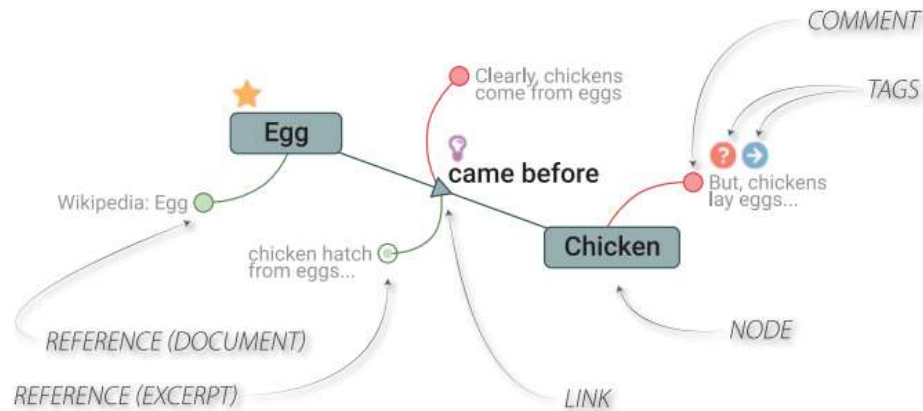 COMMENT
Clearly, chickens
come from eggs
TAGS
Egg
?
came before
But, chickens
lay eggs...
Wikipedia: Egg
chicken hatch
from eggs...
Chicken
REFERENCE (DOCUMENT)
NODE
REFERENCE (EXCERPT)
LINK